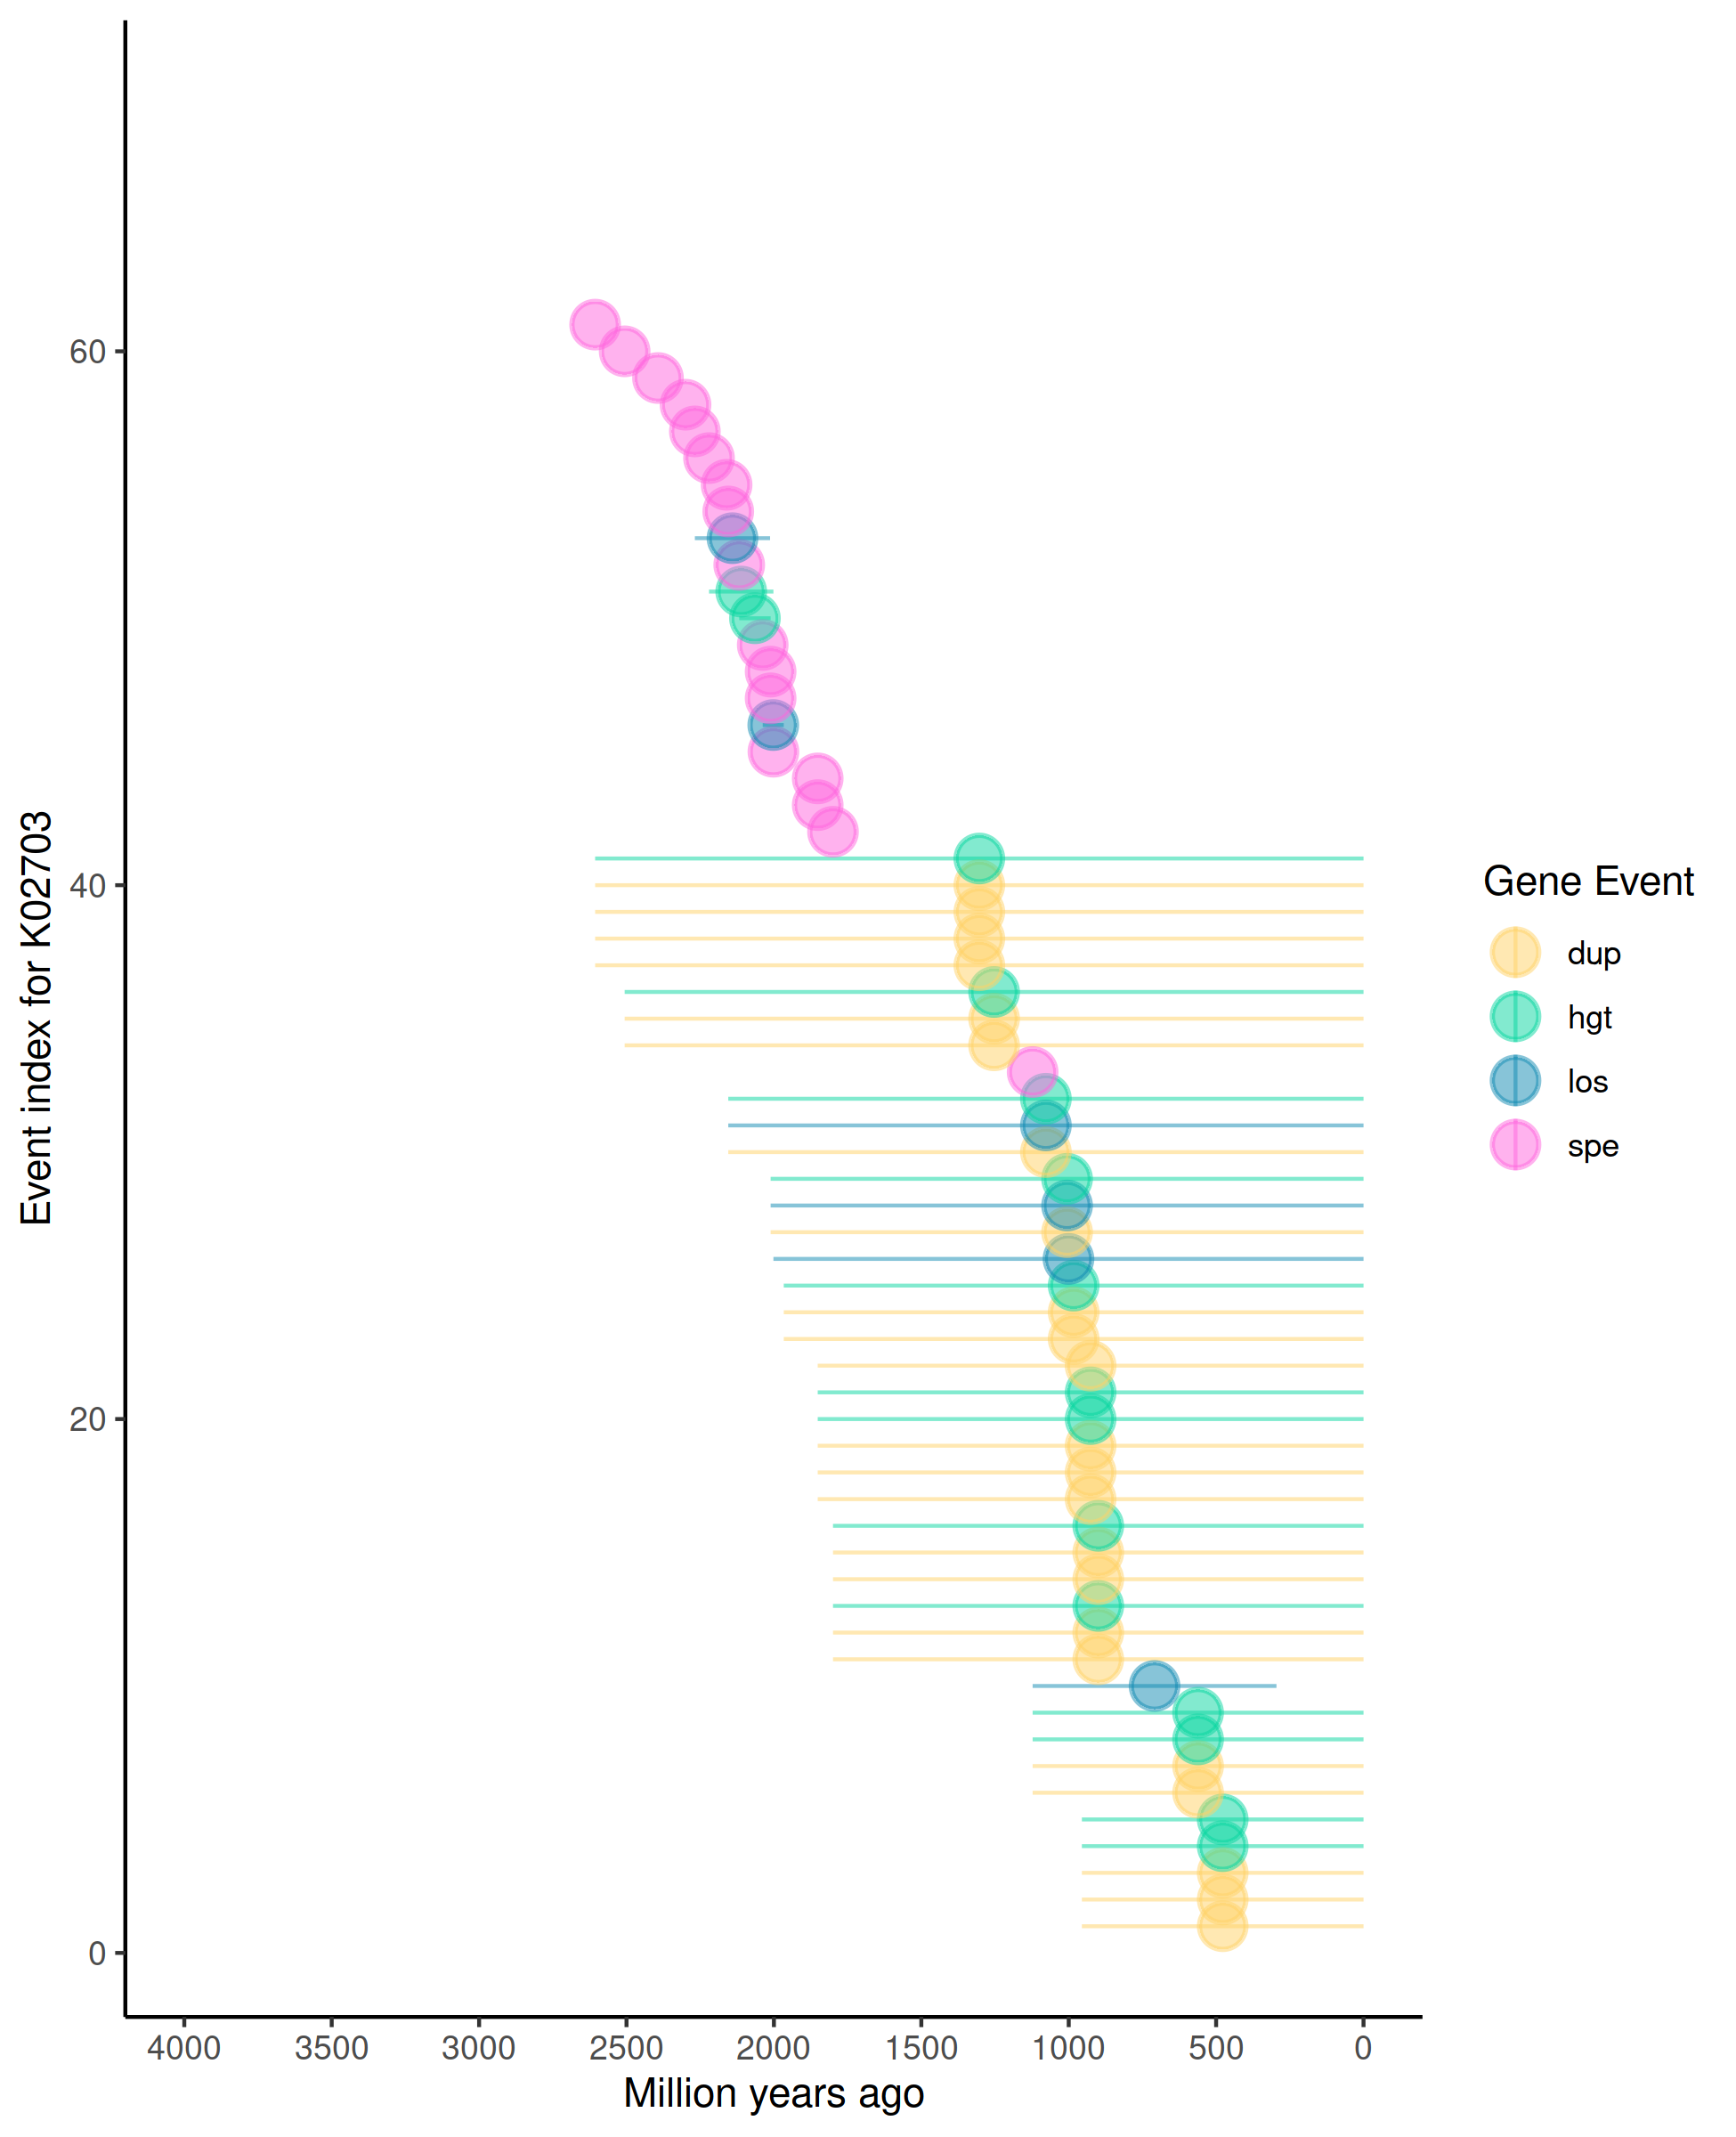 60
40
20
0
Event index for K02703
4000 3500 3000 2500 2000 1500 1000 500 0
Million years ago
Gene Event
dup
hgt
los
spe